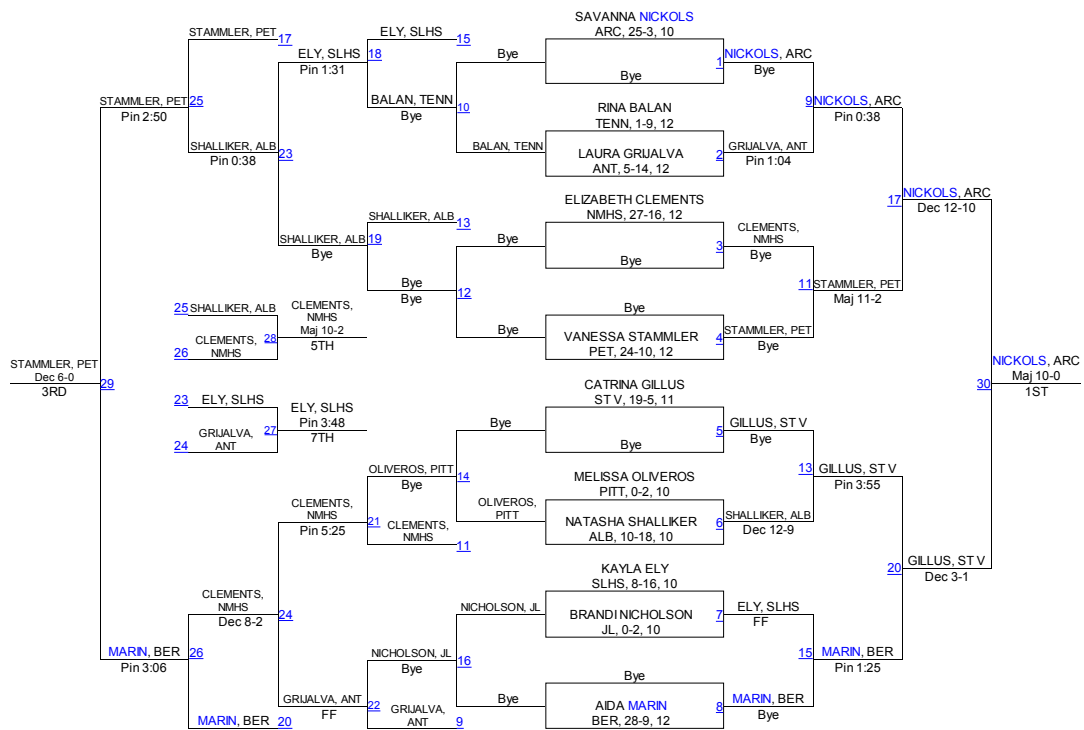 SAVANNA NICKOLS
ARC, 25-3, 10
Bye
1
NICKOLS, ARC
Bye
RINA BALAN
TENN, 1-9, 12
LAURA GRIJALVA
ANT, 5-14, 12
2
GRIJALVA, ANT
Pin 1:04
9
NICKOLS, ARC
Pin 0:38
ELIZABETH CLEMENTS
NMHS, 27-16, 12
Bye
3
CLEMENTS,
NMHS
Bye
Bye
VANESSA STAMMLER
PET, 24-10, 12
4
STAMMLER, PET
Bye
11
STAMMLER, PET
Maj 11-2
17
NICKOLS, ARC
Dec 12-10
CATRINA GILLUS
ST V, 19-5, 11
Bye
5
GILLUS, ST V
Bye
MELISSA OLIVEROS
PITT, 0-2, 10
NATASHA SHALLIKER
ALB, 10-18, 10
6
SHALLIKER, ALB
Dec 12-9
13
GILLUS, ST V
Pin 3:55
KAYLA ELY
SLHS, 8-16, 10
BRANDI NICHOLSON
JL, 0-2, 10
7
ELY, SLHS
FF
Bye
AIDA MARIN
BER, 28-9, 12
8
MARIN, BER
Bye
15
MARIN, BER
Pin 1:25
20
GILLUS, ST V
Dec 3-1
30
NICKOLS, ARC
Maj 10-0
1ST
STAMMLER, PET
17
ELY, SLHS
15
Bye
ELY, SLHS
Pin 1:31
18
BALAN, TENN
Bye
10
BALAN, TENN
STAMMLER, PET
Pin 2:50
25
SHALLIKER, ALB
Pin 0:38
23
SHALLIKER, ALB
13
SHALLIKER, ALB
Bye
19
Bye
Bye
Bye
12
Bye
25
SHALLIKER, ALB
26
CLEMENTS,
NMHS
28
CLEMENTS,
NMHS
Maj 10-2
5TH
STAMMLER, PET
Dec 6-0
3RD
29
23
ELY, SLHS
24
GRIJALVA,
ANT
27
ELY, SLHS
Pin 3:48
7TH
Bye
OLIVEROS, PITT
Bye
14
OLIVEROS,
PITT
CLEMENTS,
NMHS
Pin 5:25
21
CLEMENTS,
NMHS
11
CLEMENTS,
NMHS
Dec 8-2
24
NICHOLSON, JL
NICHOLSON, JL
Bye
16
Bye
MARIN, BER
Pin 3:06
26
GRIJALVA, ANT
FF
22
GRIJALVA,
ANT
9
MARIN, BER
20